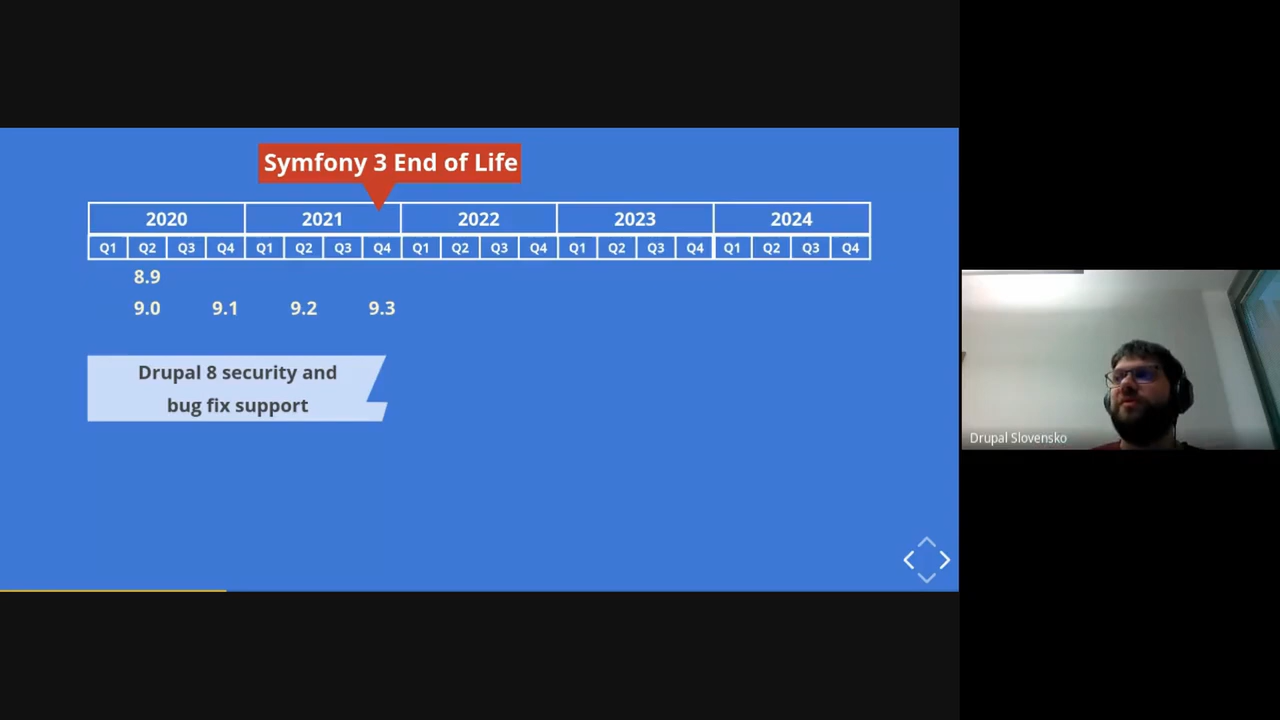 Symfony 3 End of Life
2020 2021 2022 2023 2024
Q1 Q2 Q3 Q4 Q1 Q2 Q3 Q4 Q1 Q2 Q3 Q4 Q1 Q2 Q3 Q4 Q1 Q2 Q3 Q4
8.9
9.0 9.1 9.2 9.3
Drupal 8 security and
bug fix support
Drupal Slovensko